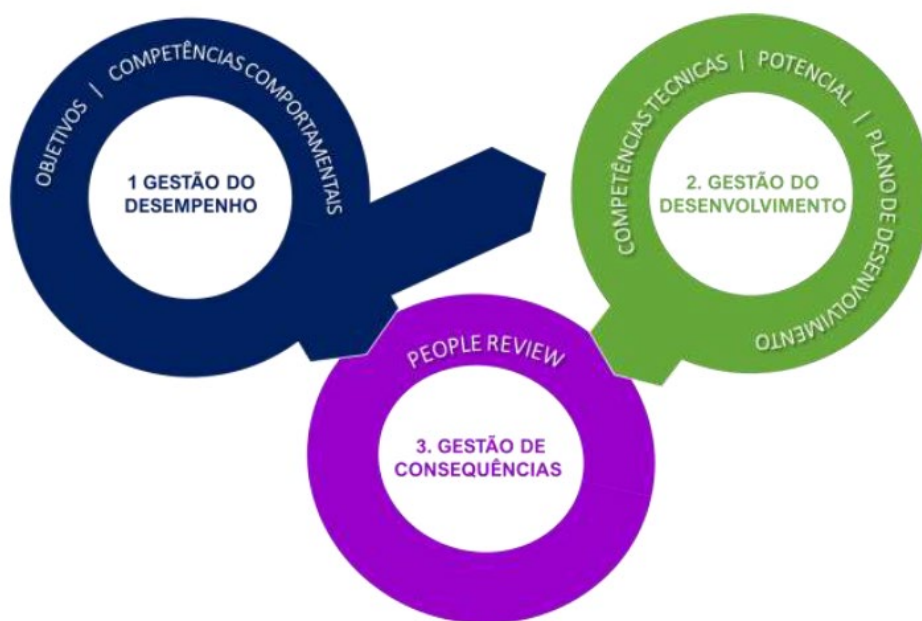 OBJETIVOS | COMPETÊNCIAS COMPORTAMENTAIS
1 GESTÃO DO
DESEMPENHO
COMPETÊNCIAS TECNICAS | POTENCIAL | PLANO DE DESENVOLVIMENTO
2. GESTÃO DO
DESENVOLVIMENTO
PEOPLE REVIEW
3. GESTÃO DE
CONSEQUÊNCIAS